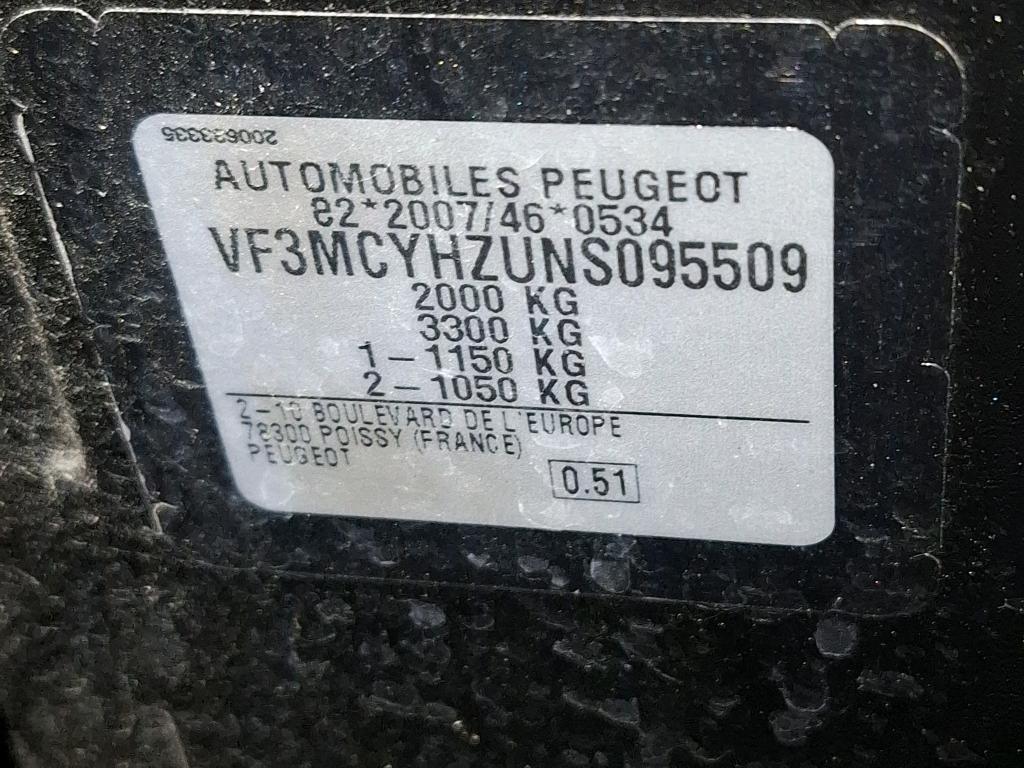 200633335
AUTOMOBILES PEUGEOT
e2*2007/46*0534
VF3MCYHZUNS095509
2000 KG
3300 KG
1 – 1150 KG
2 – 1050 KG
2–10 BOULEVARD DE L'EUROPE
78300 POISSY (FRANCE)
PEUGEOT
0.51